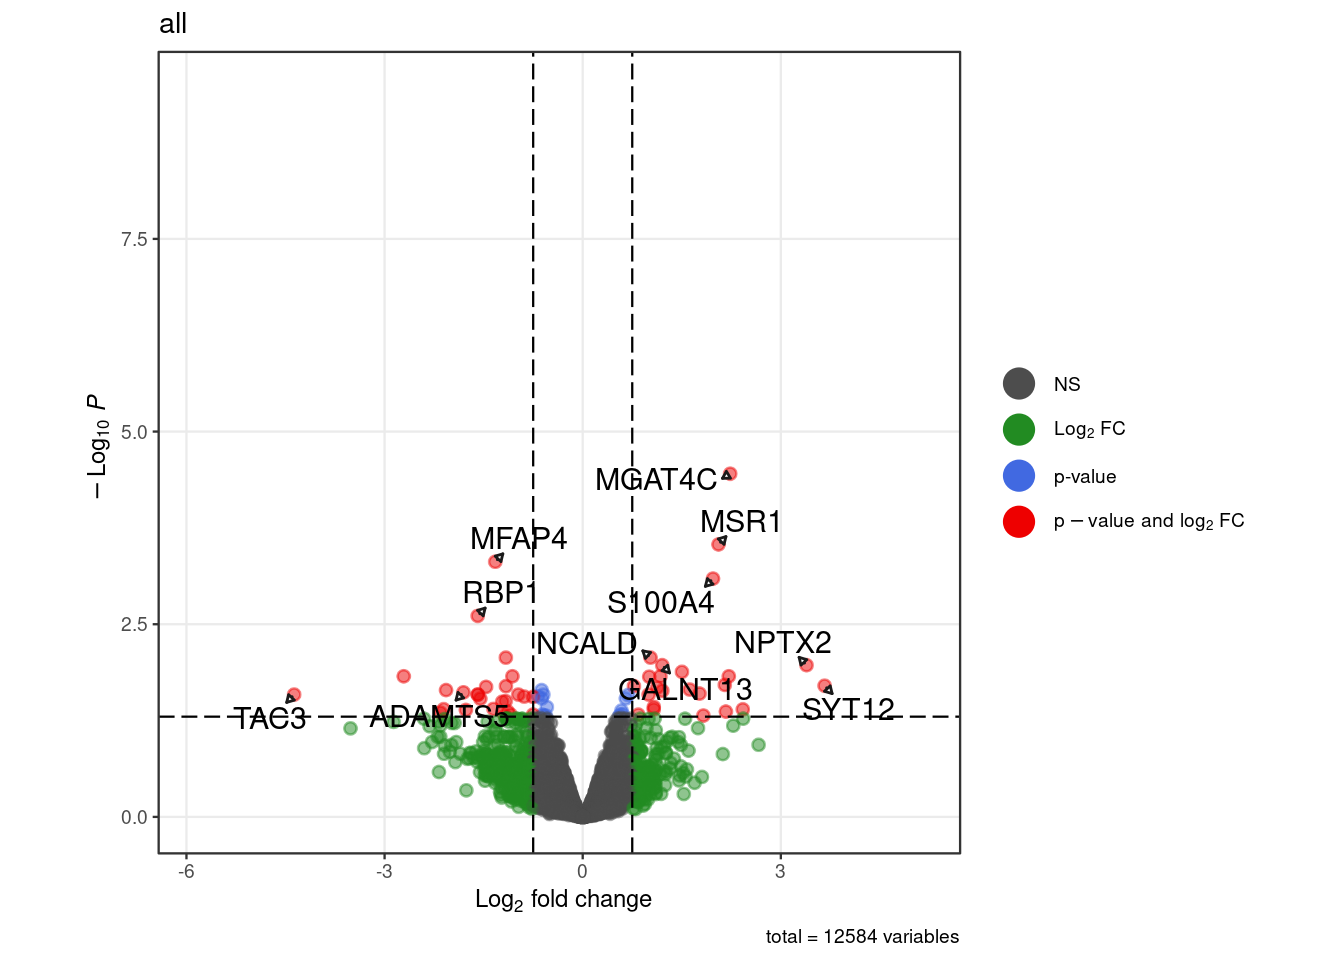 all
7.5
5.0
2.5
0.0
− Log₁₀ P
MGAT4C
MSR1
MFAP4
RBP1
S100A4
NCALD
NPTX2
GALNT13
SYT12
TAC3
ADAMTS5
-6
-3
0
3
Log₂ fold change
NS
Log₂ FC
p-value
p − value and log₂ FC
total = 12584 variables